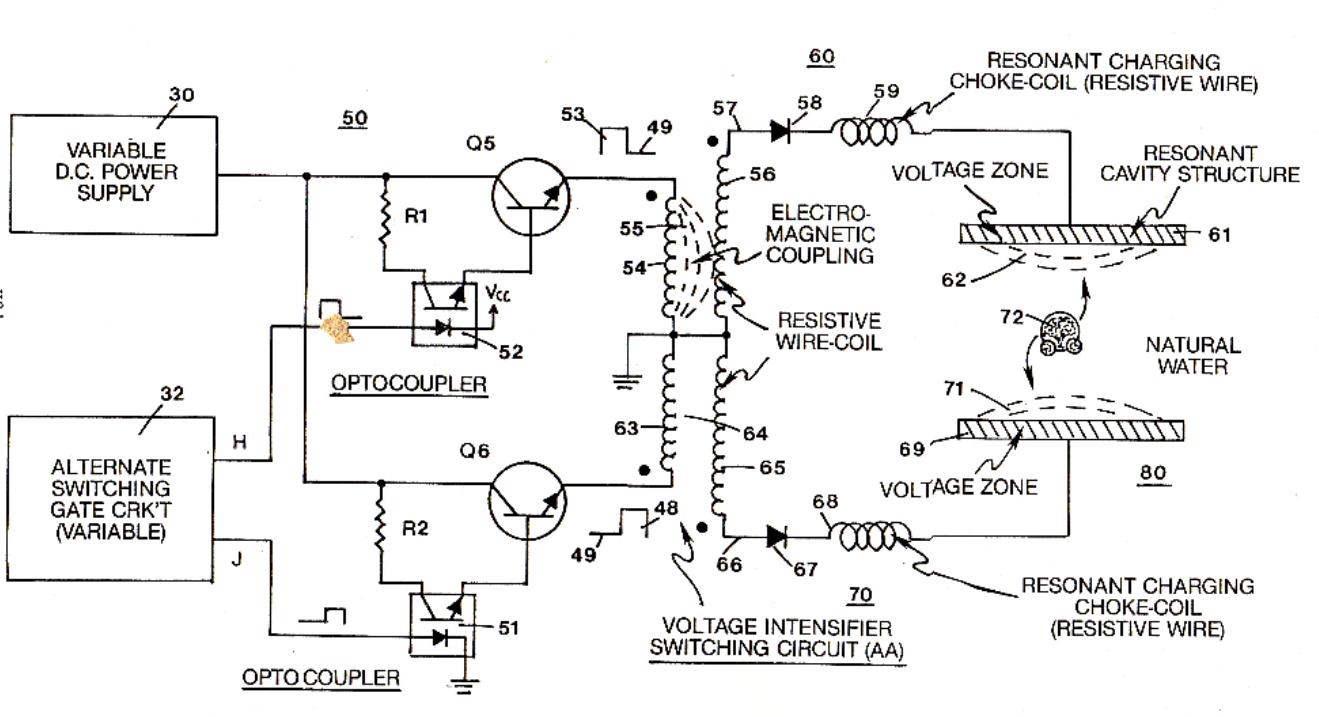 60
RESONANT CHARGING
CHOKE-COIL (RESISTIVE WIRE)
30
50
53
49
57
58
59
VARIABLE
D.C. POWER
SUPPLY
Q5
R1
55
54
56
ELECTRO-
MAGNETIC
COUPLING
VOLTAGE ZONE
RESONANT
CAVITY STRUCTURE
61
62
Vcc
52
OPTOCOUPLER
RESISTIVE
WIRE-COIL
72
NATURAL
WATER
32
H
ALTERNATE
SWITCHING
GATE CRK'T
(VARIABLE)
J
Q6
R2
63
64
65
71
69
VOLTAGE ZONE
80
48
49
66
67
68
70
51
OPTOCOUPLER
VOLTAGE INTENSIFIER
SWITCHING CIRCUIT (AA)
RESONANT CHARGING
CHOKE-COIL
(RESISTIVE WIRE)